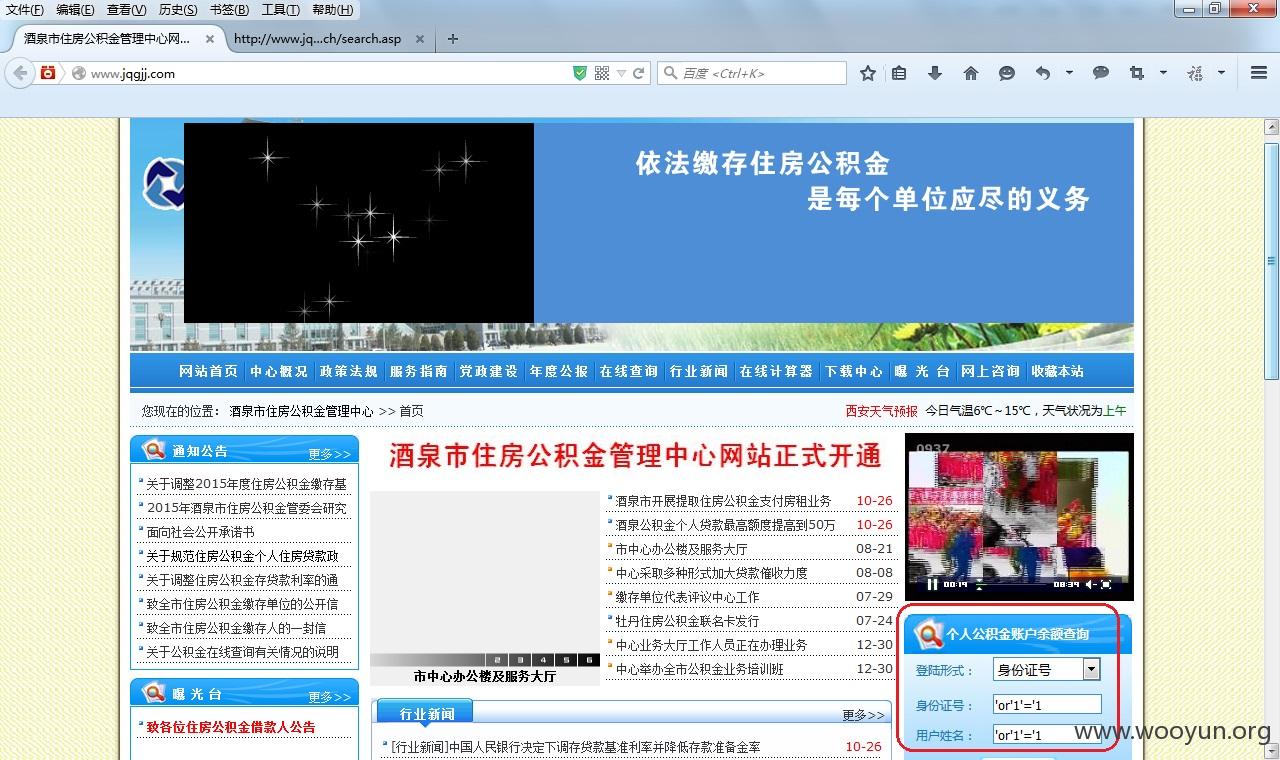 文件(F) 编辑(E) 查看(V) 历史(S) 书签(B) 工具(T) 帮助(H)
酒泉市住房公积金管理中心网... × http://www.jq...ch/search.asp × +
www.jqgjj.com 百度 <Ctrl+K>
依法缴存住房公积金
是每个单位应尽的义务
网站首页 中心概况 政策法规 服务指南 党政建设 年度公报 在线查询 行业新闻 在线计算器 下载中心 曝 光 台 网上咨询 收藏本站
您现在的位置： 酒泉市住房公积金管理中心 >> 首页 西安天气预报 今日气温6℃～15℃，天气状况为上午
通知公告 更多>>
关于调整2015年度住房公积金缴存基
2015年酒泉市住房公积金管委会研究
面向社会公开承诺书
关于规范住房公积金个人住房贷款政
关于调整住房公积金存贷款利率的通
致全市住房公积金缴存单位的公开信
致全市住房公积金缴存人的一封信
关于公积金在线查询有关情况的说明
曝 光 台 更多>>
致各位住房公积金借款人公告
酒泉市住房公积金管理中心网站正式开通
2 3 4 5 6
市中心办公楼及服务大厅
酒泉市开展提取住房公积金支付房租业务 10-26
酒泉公积金个人贷款最高额度提高到50万 10-26
市中心办公楼及服务大厅 08-21
中心采取多种形式加大贷款催收力度 08-08
缴存单位代表评议中心工作 07-29
牡丹住房公积金联名卡发行 07-24
中心业务大厅工作人员正在办理业务 12-30
中心举办全市公积金业务培训班 12-30
行业新闻 更多>>
[行业新闻]中国人民银行决定下调存贷款基准利率并降低存款准备金率 10-26
0937
个人公积金账户余额查询
登陆形式： 身份证号
身份证号： 'or'1'='1
用户姓名： 'or'1'='1
www.wooyun.org